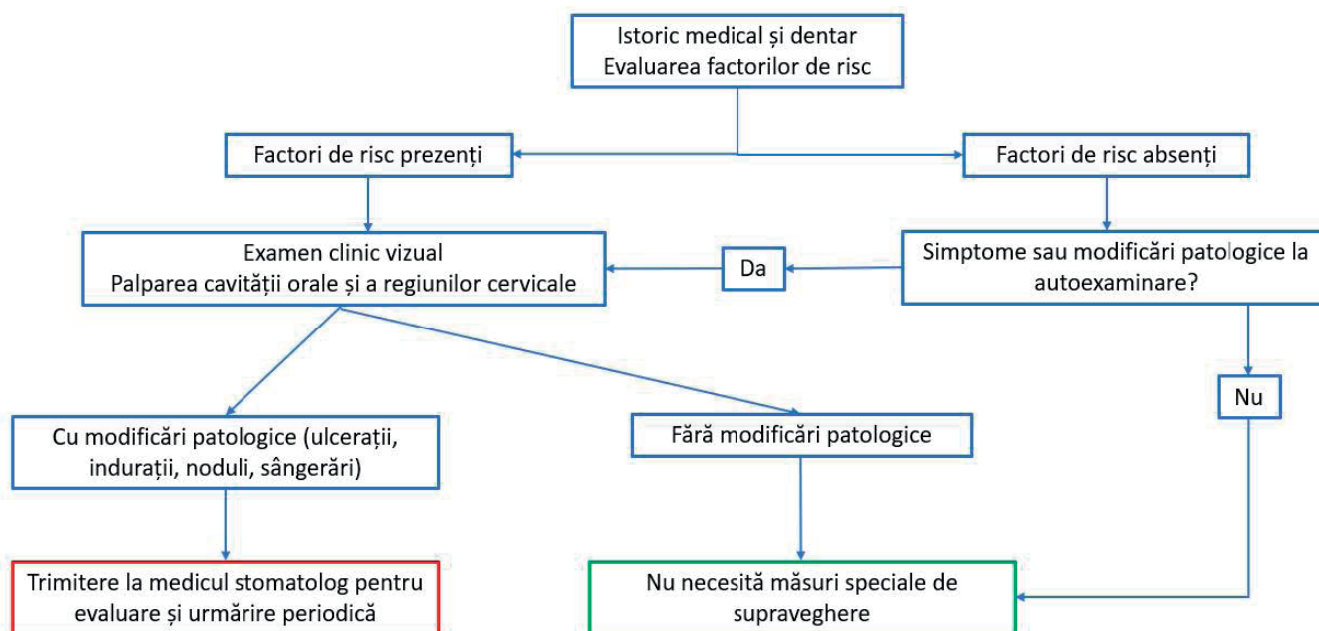 Istoric medical și dentar
Evaluarea factorilor de risc
Factori de risc prezenți
Factori de risc absenți
Examen clinic vizual
Palparea cavității orale și a regiunilor cervicale
Da
Simptome sau modificări patologice la
autoexaminare?
Nu
Cu modificări patologice (ulcerații,
indurații, noduli, sângerări)
Fără modificări patologice
Trimitere la medicul stomatolog pentru
evaluare și urmărire periodică
Nu necesită măsuri speciale de
supraveghere